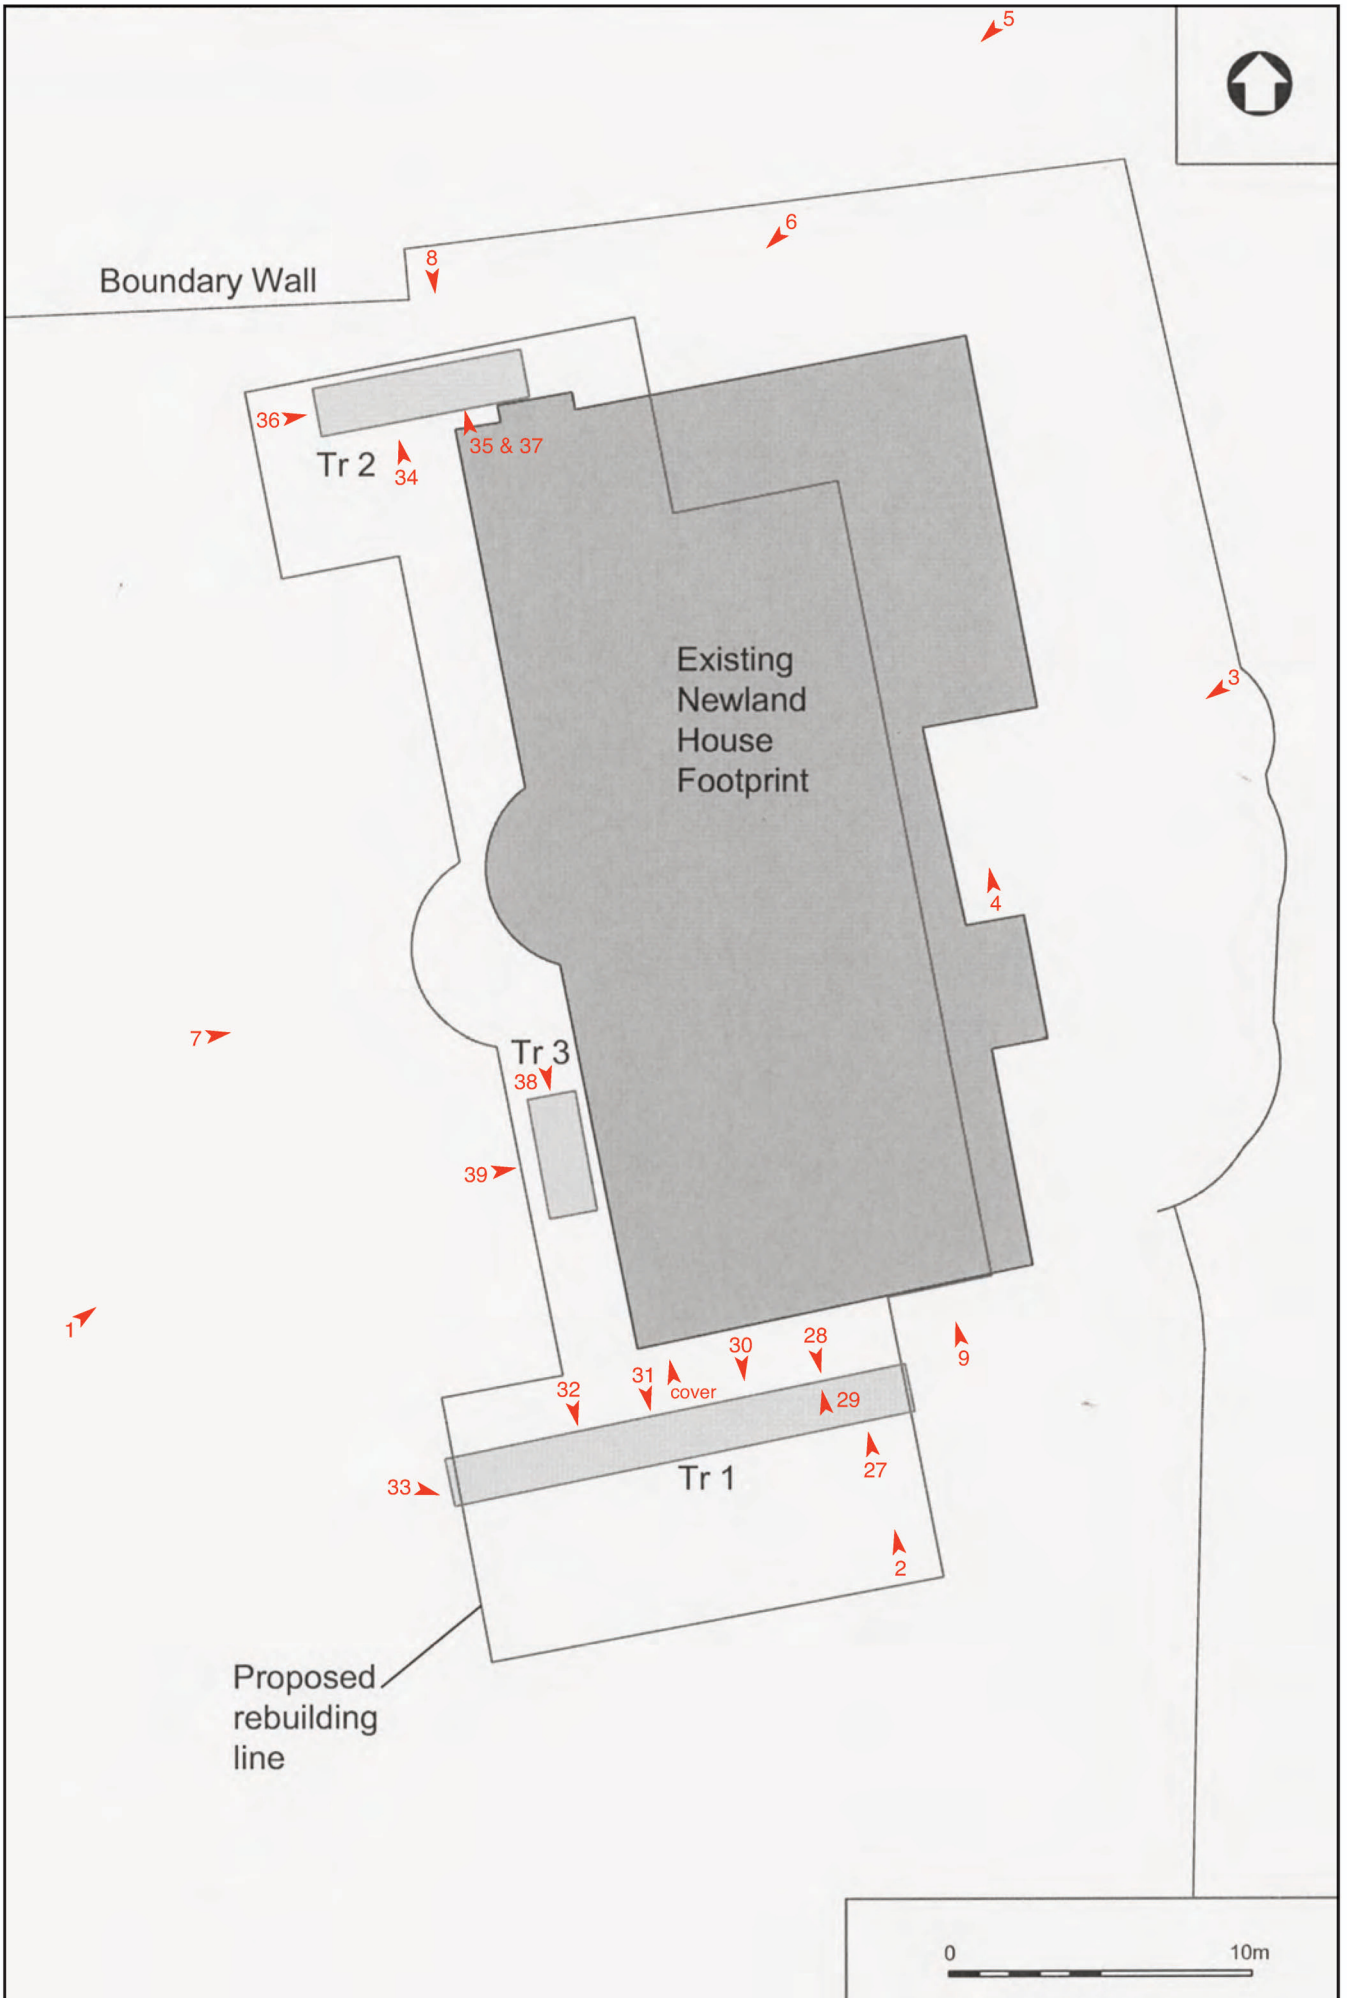 5
6
8
Boundary Wall
36
35 & 37
Tr 2
34
Existing
Newland
House
Footprint
3
4
7
Tr 3
38
39
1
28
30
9
31
cover
32
29
27
Tr 1
33
2
Proposed
rebuilding
line
0
10m